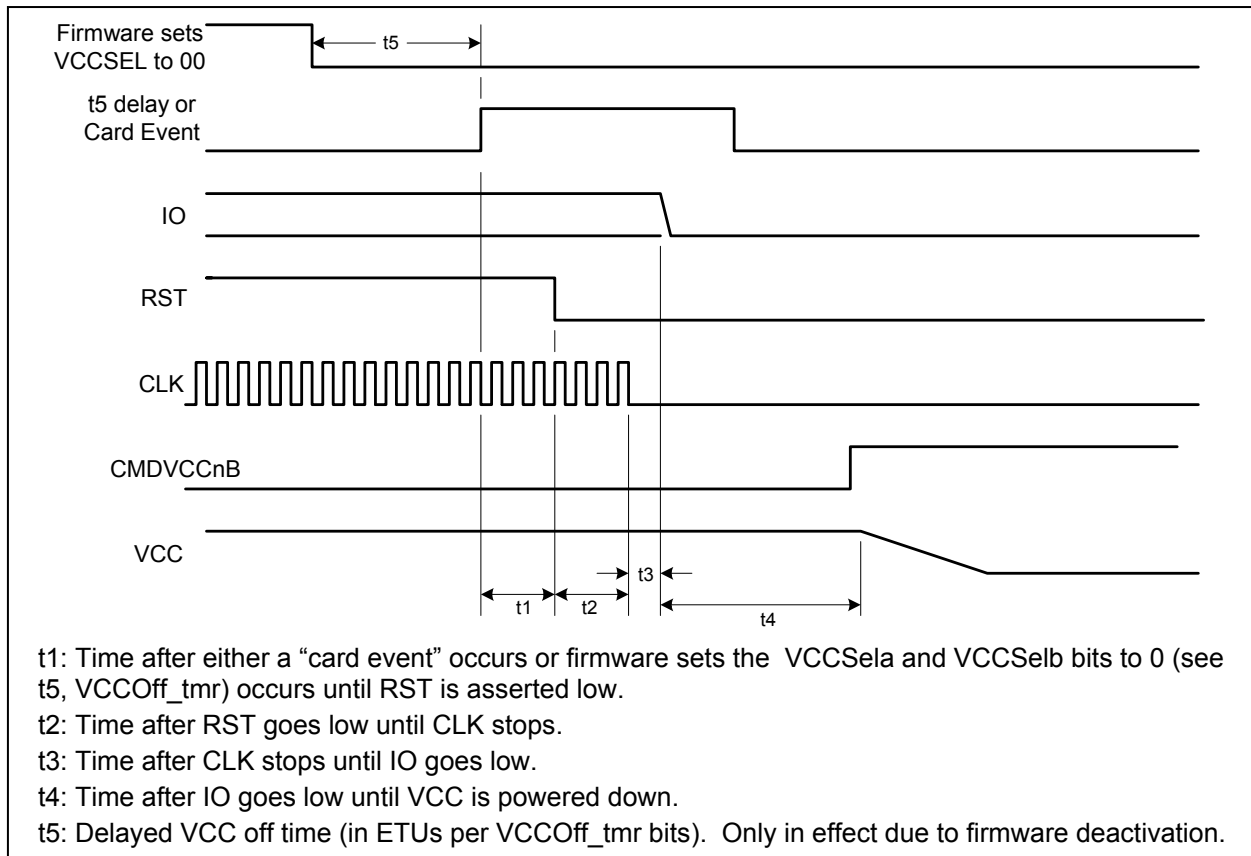 Firmware sets
VCCSEL to 00
t5
t5 delay or
Card Event
IO
RST
CLK
CMDVCCnB
VCC
t3
t1
t2
t4
t1: Time after either a “card event” occurs or firmware sets the  VCCSela and VCCSelb bits to 0 (see
t5, VCCOff_tmr) occurs until RST is asserted low.
t2: Time after RST goes low until CLK stops.
t3: Time after CLK stops until IO goes low.
t4: Time after IO goes low until VCC is powered down.
t5: Delayed VCC off time (in ETUs per VCCOff_tmr bits).  Only in effect due to firmware deactivation.